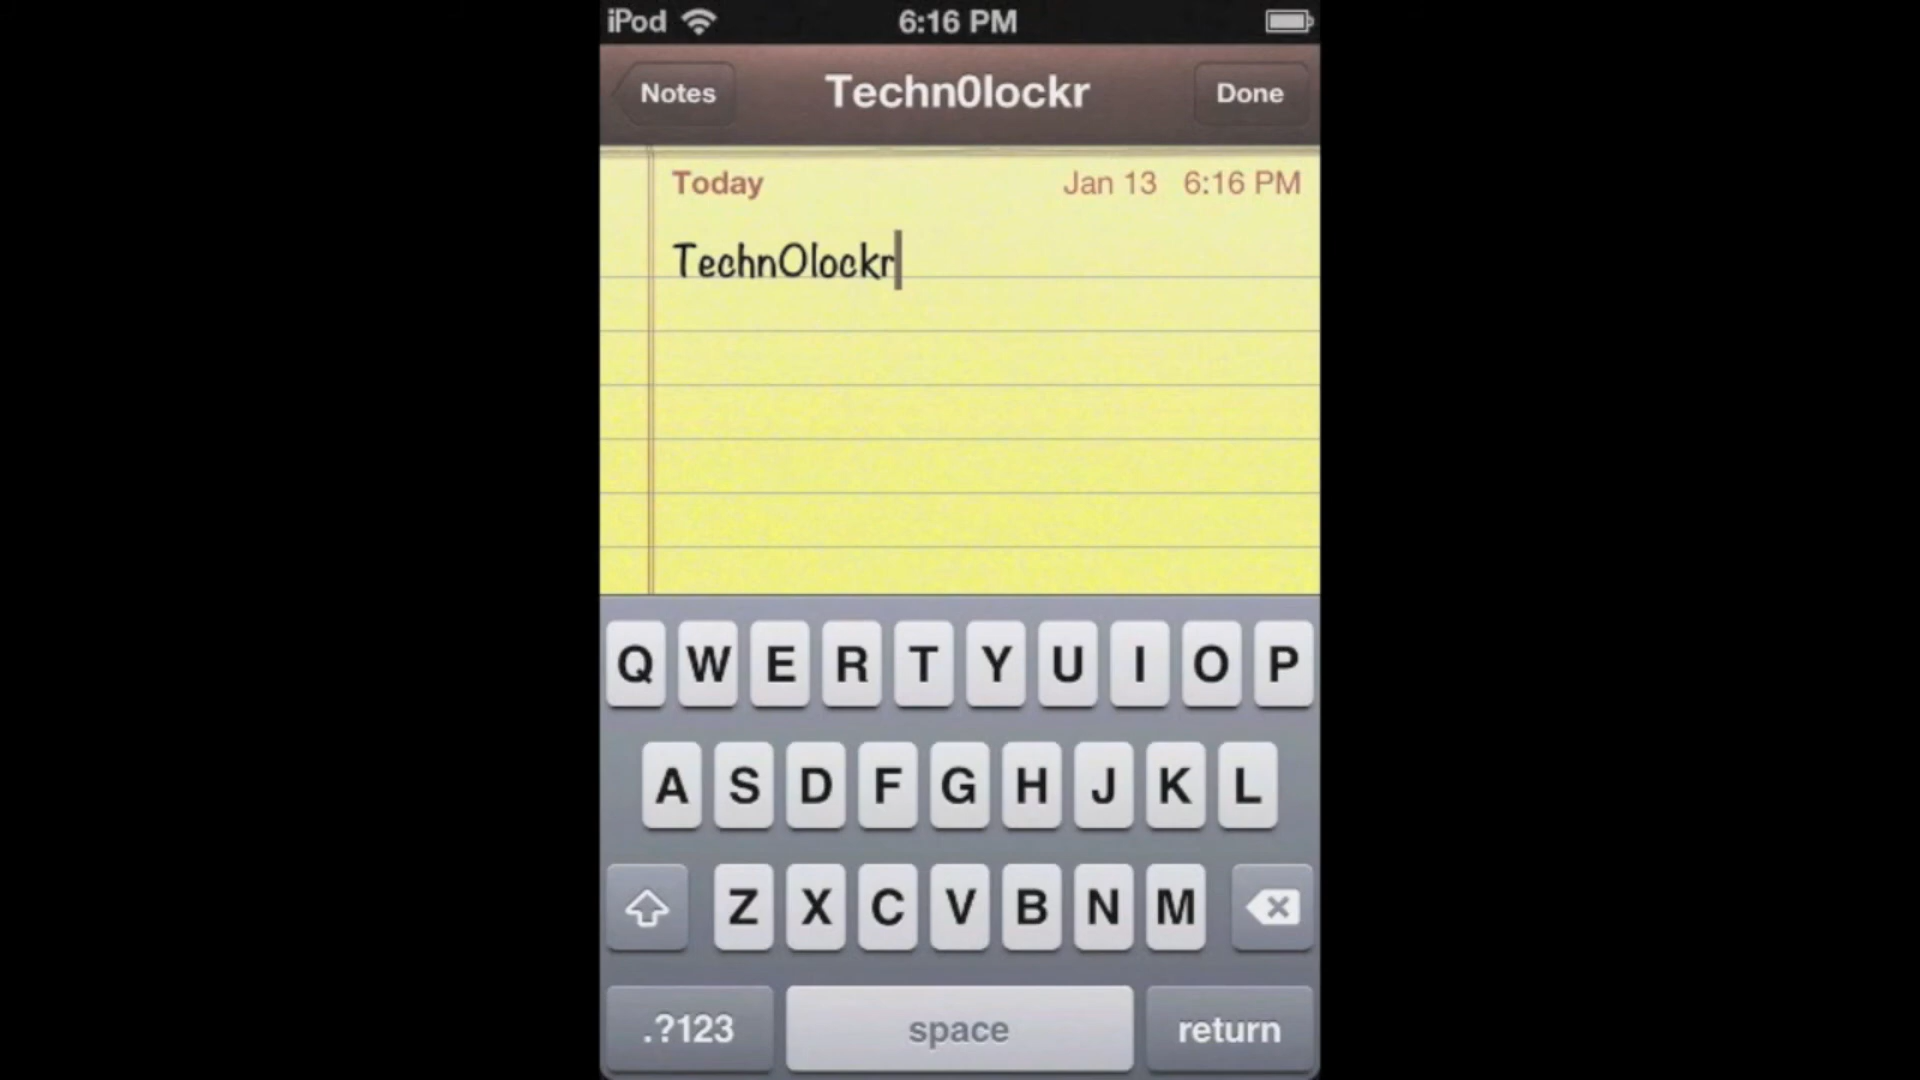 iPod 6:16 PM
Notes Techn0lockr Done
Today Jan 13 6:16 PM
Techn0lockr
Q W E R T Y U I O P
A S D F G H J K L
Z X C V B N M
.?123 space return